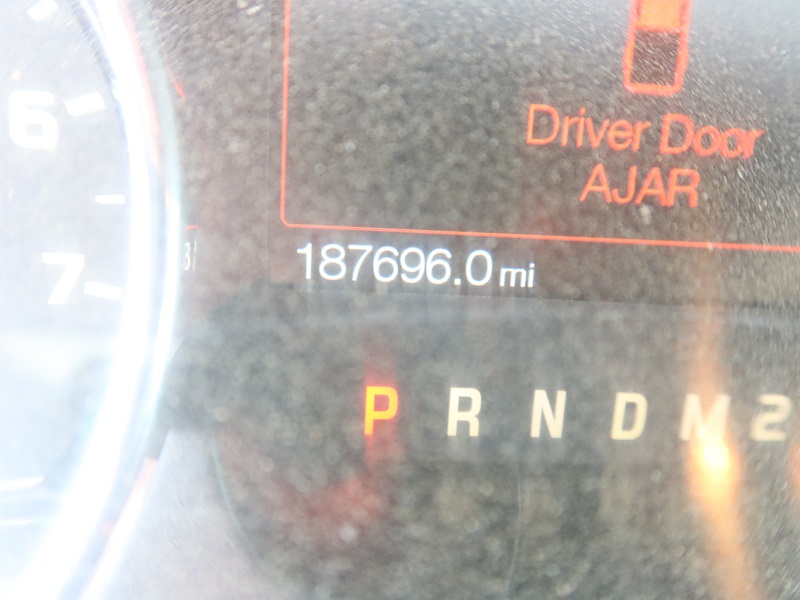 6
Driver Door
AJAR
187696.0 mi
7
P R N D M 2